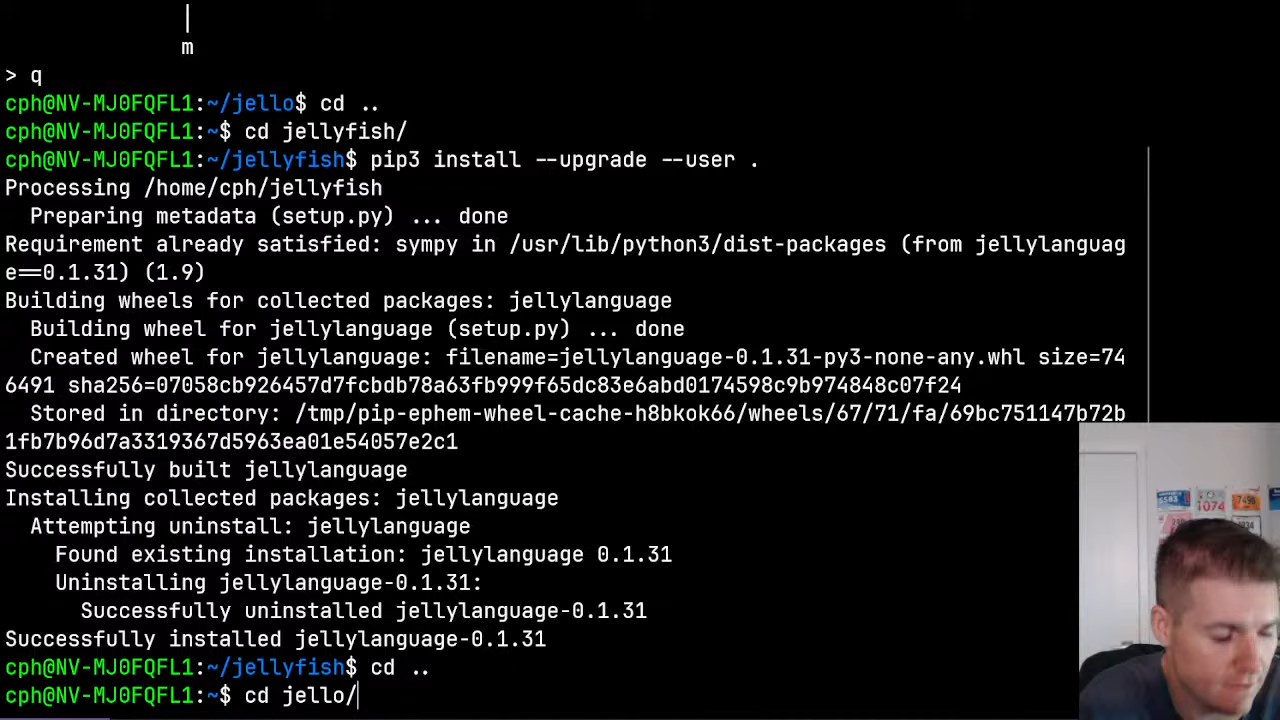 |
m
> q
cph@NV-MJ0FQFL1:~/jello$ cd ..
cph@NV-MJ0FQFL1:~$ cd jellyfish/
cph@NV-MJ0FQFL1:~/jellyfish$ pip3 install --upgrade --user .
Processing /home/cph/jellyfish
Preparing metadata (setup.py) ... done
Requirement already satisfied: sympy in /usr/lib/python3/dist-packages (from jellylanguag
e==0.1.31) (1.9)
Building wheels for collected packages: jellylanguage
Building wheel for jellylanguage (setup.py) ... done
Created wheel for jellylanguage: filename=jellylanguage-0.1.31-py3-none-any.whl size=74
6491 sha256=07058cb926457d7fcbdb78a63fb999f65dc83e6abd0174598c9b974848c07f24
Stored in directory: /tmp/pip-ephem-wheel-cache-h8bkok66/wheels/67/71/fa/69bc751147b72b
1fb7b96d7a3319367d5963ea01e54057e2c1
Successfully built jellylanguage
Installing collected packages: jellylanguage
Attempting uninstall: jellylanguage
Found existing installation: jellylanguage 0.1.31
Uninstalling jellylanguage-0.1.31:
Successfully uninstalled jellylanguage-0.1.31
Successfully installed jellylanguage-0.1.31
cph@NV-MJ0FQFL1:~/jellyfish$ cd ..
cph@NV-MJ0FQFL1:~$ cd jello/
1074